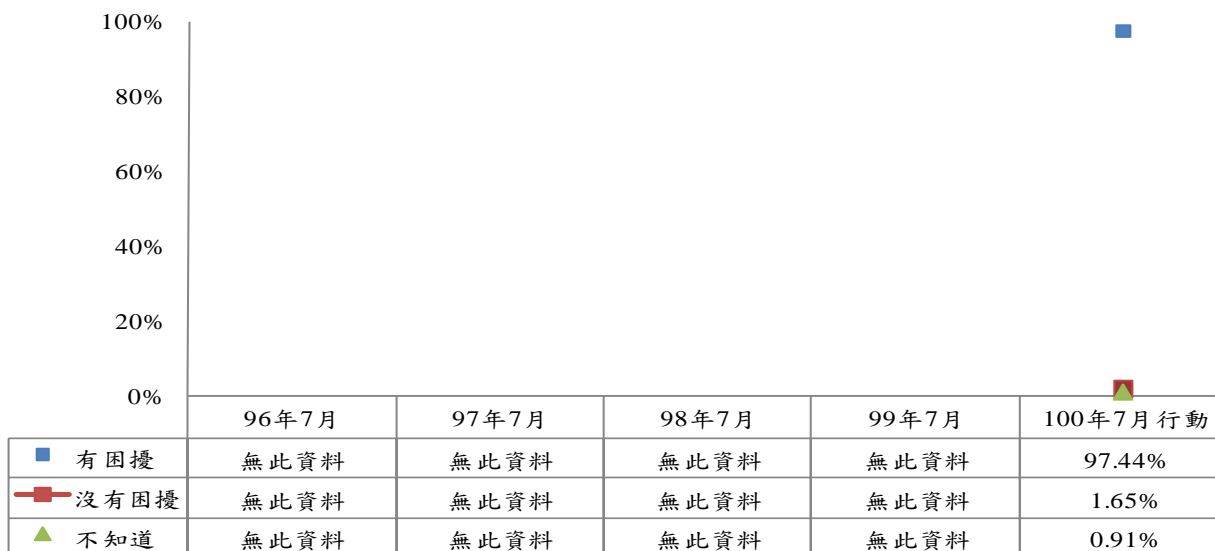 100%
80%
60%
40%
20%
0%
96年7月 97年7月 98年7月 99年7月 100年7月行動
有困擾 無此資料 無此資料 無此資料 無此資料 97.44%
沒有困擾 無此資料 無此資料 無此資料 無此資料 1.65%
不知道 無此資料 無此資料 無此資料 無此資料 0.91%